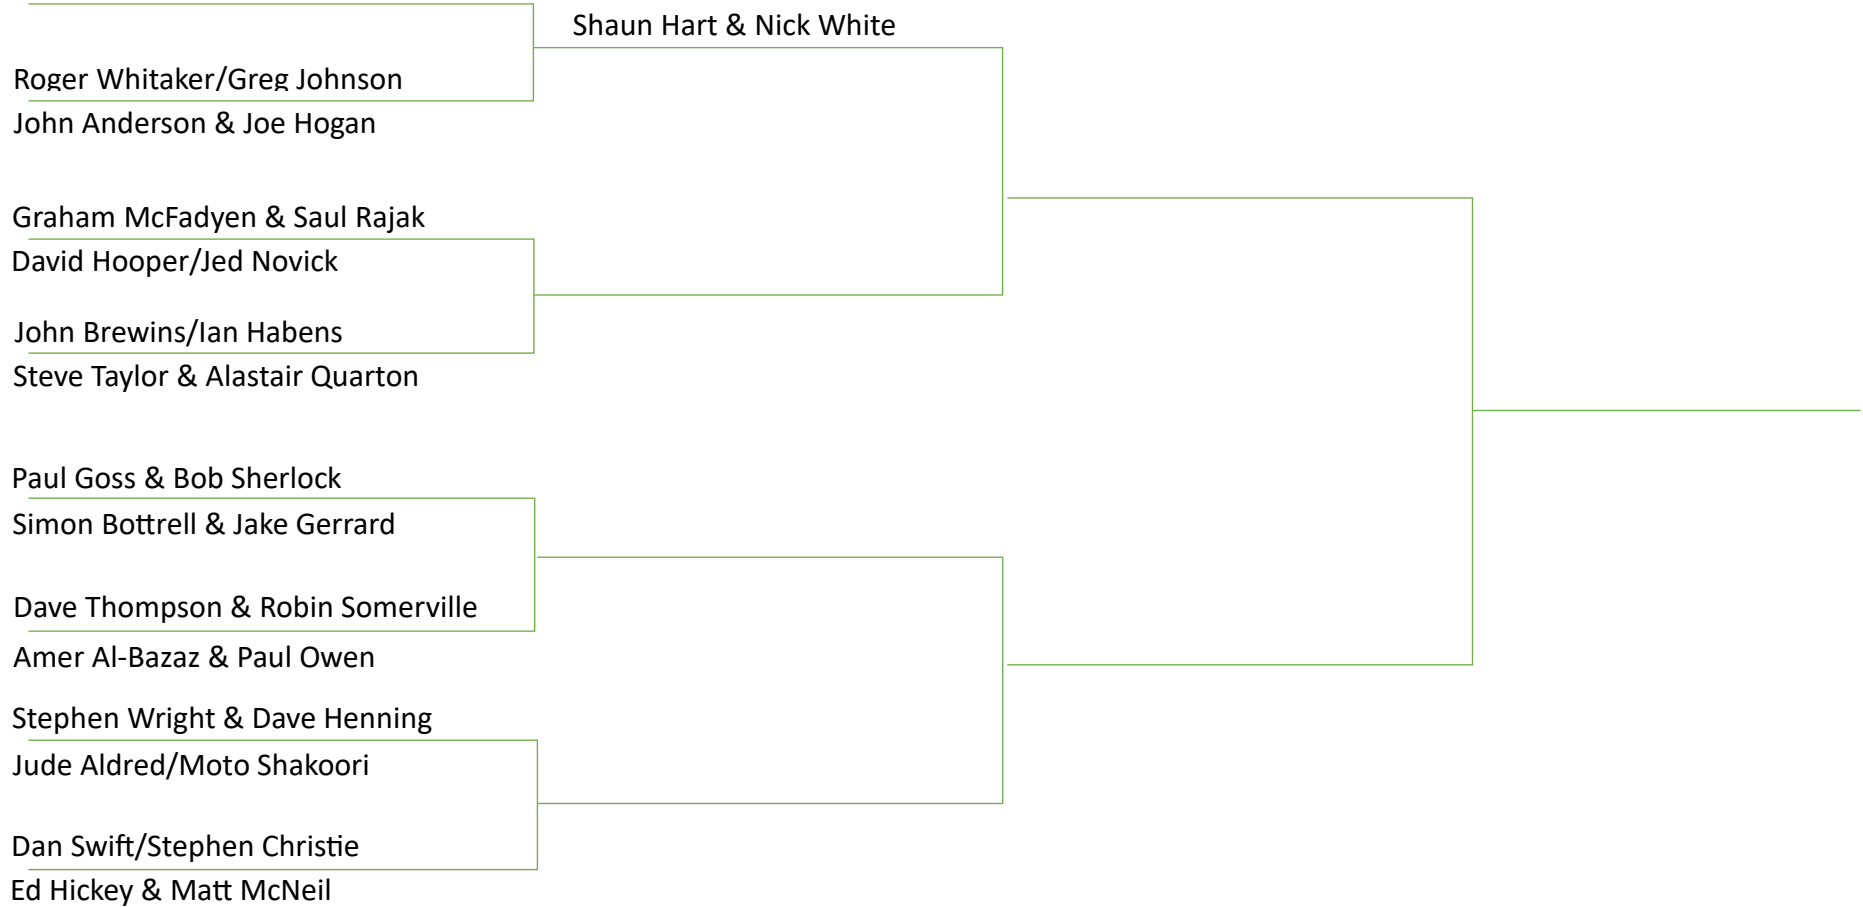 Shaun Hart & Nick White
Roger Whitaker/Greg Johnson
John Anderson & Joe Hogan
Graham McFadyen & Saul Rajak
David Hooper/Jed Novick
John Brewins/Ian Habens
Steve Taylor & Alastair Quarton
Paul Goss & Bob Sherlock
Simon Bottrell & Jake Gerrard
Dave Thompson & Robin Somerville
Amer Al-Bazaz & Paul Owen
Stephen Wright & Dave Henning
Jude Aldred/Moto Shakoori
Dan Swift/Stephen Christie
Ed Hickey & Matt McNeil